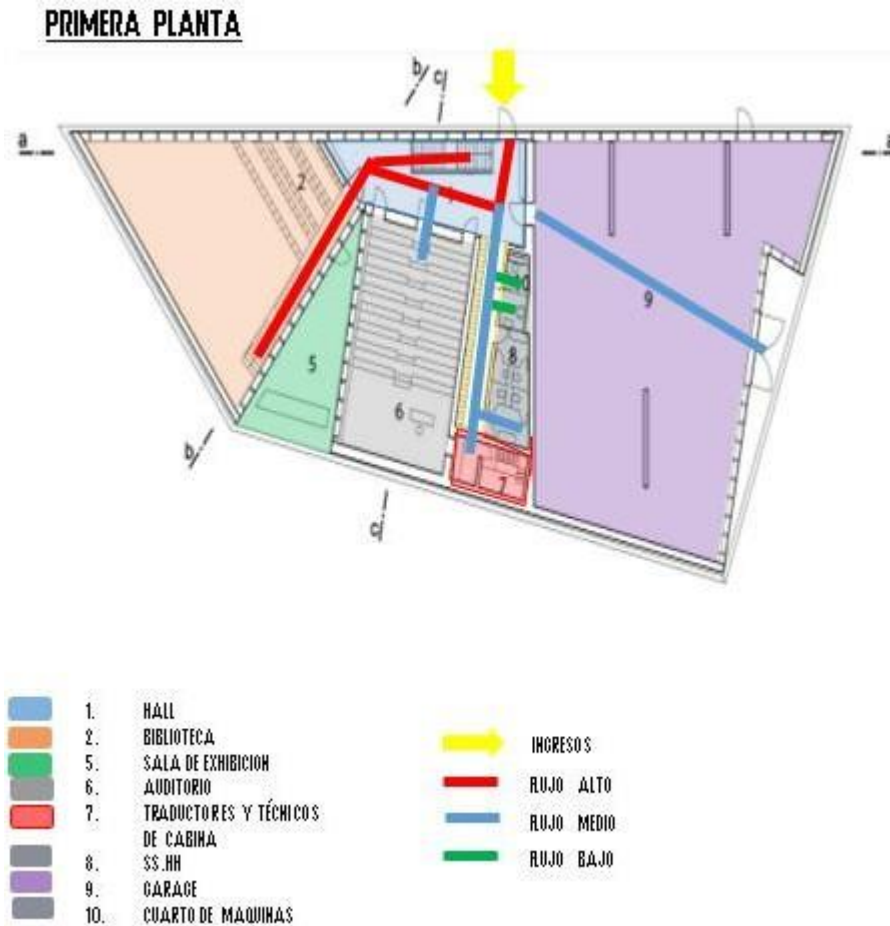 PRIMERA PLANTA
b
c
a
a
2
1
0
9
8
5
6
7
b
c
1. HALL
2. BIBLIOTECA
5. SALA DE EXHIBICION
6. AUDITORIO
7. TRADUCTORES Y TÉCNICOS
DE CABINA
8. SS.HH
9. GARAGE
10. CUARTO DE MAQUINAS
INGRESOS
FLUJO ALTO
FLUJO MEDIO
FLUJO BAJO